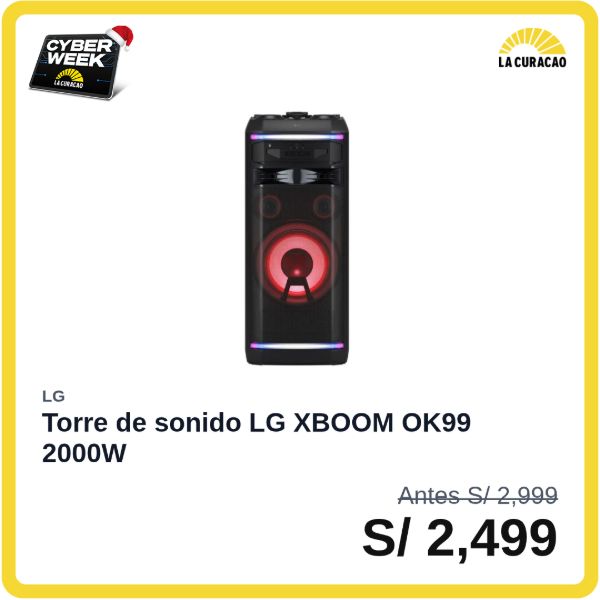 CYBER
WEEK
LA CURACAO
LA CURACAO
LG
Torre de sonido LG XBOOM OK99
2000W
Antes S/ 2,999
S/ 2,499